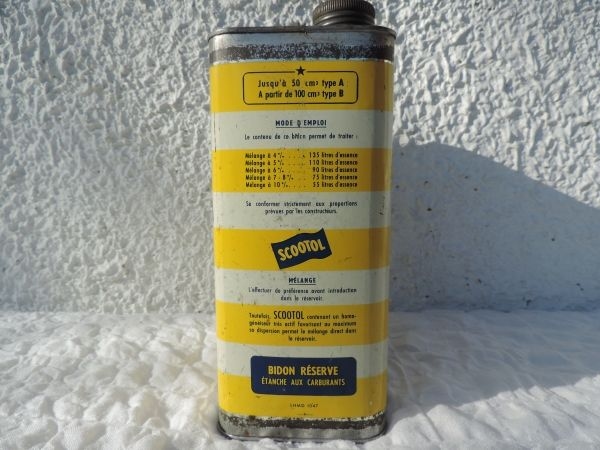 Jusqu'à 50 cm³ type A
A partir de 100 cm³ type B
MODE D'EMPLOI
Le contenu de ce bidon permet de traiter :
Mélange à 4 % . . . . 135 litres d'essence
Mélange à 5 % . . . . 110 litres d'essence
Mélange à 6 % . . . . 90 litres d'essence
Mélange à 7 - 8 % . . . 75 litres d'essence
Mélange à 10 % . . . . 55 litres d'essence
Se conformer strictement aux proportions
prévues par les constructeurs.
SCOOTOL
MÉLANGE
L'effectuer de préférence avant introduction
dans le réservoir.
Toutefois, SCOOTOL contenant un homo-
généiseur très actif favorisant au maximum
sa dispersion permet le mélange direct dans
le réservoir.
BIDON RÉSERVE
ÉTANCHE AUX CARBURANTS